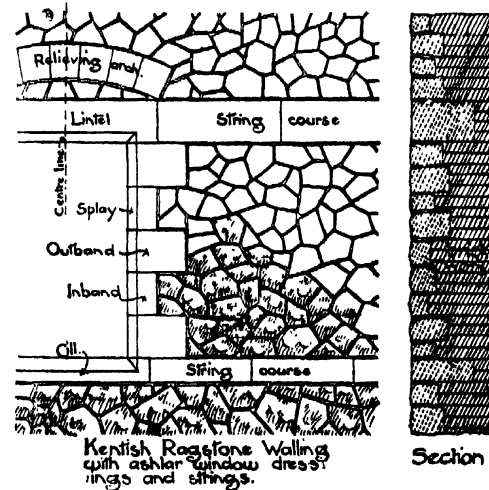 Relieving arch.
Lintel
String course
Centre line
Splay
Outband
Inband
Cill
String course
Kentish Ragstone Walling
with ashlar window dress:
ings and strings.
Section